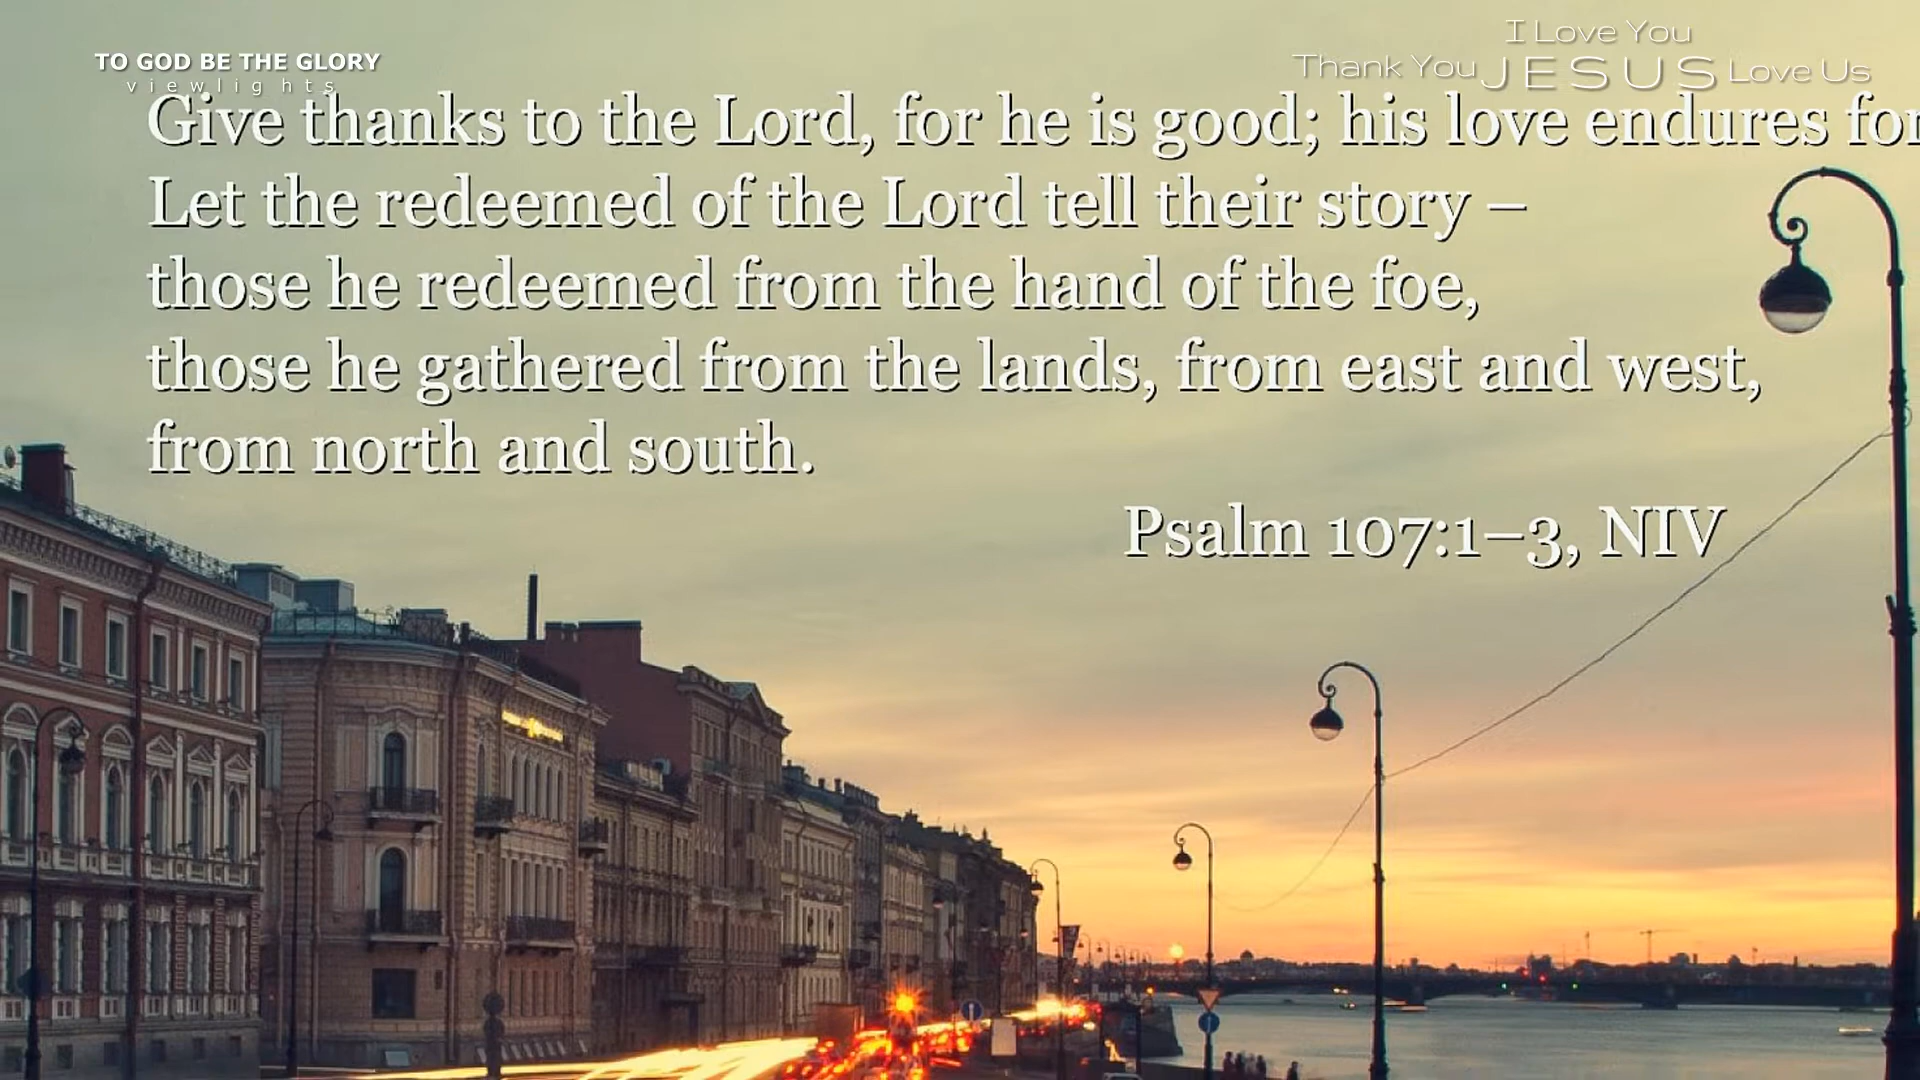 TO GOD BE THE GLORY
viewlights
I Love You
Thank You JESUS Love Us
Give thanks to the Lord, for he is good; his love endures for
Let the redeemed of the Lord tell their story –
those he redeemed from the hand of the foe,
those he gathered from the lands, from east and west,
from north and south.
Psalm 107:1–3, NIV